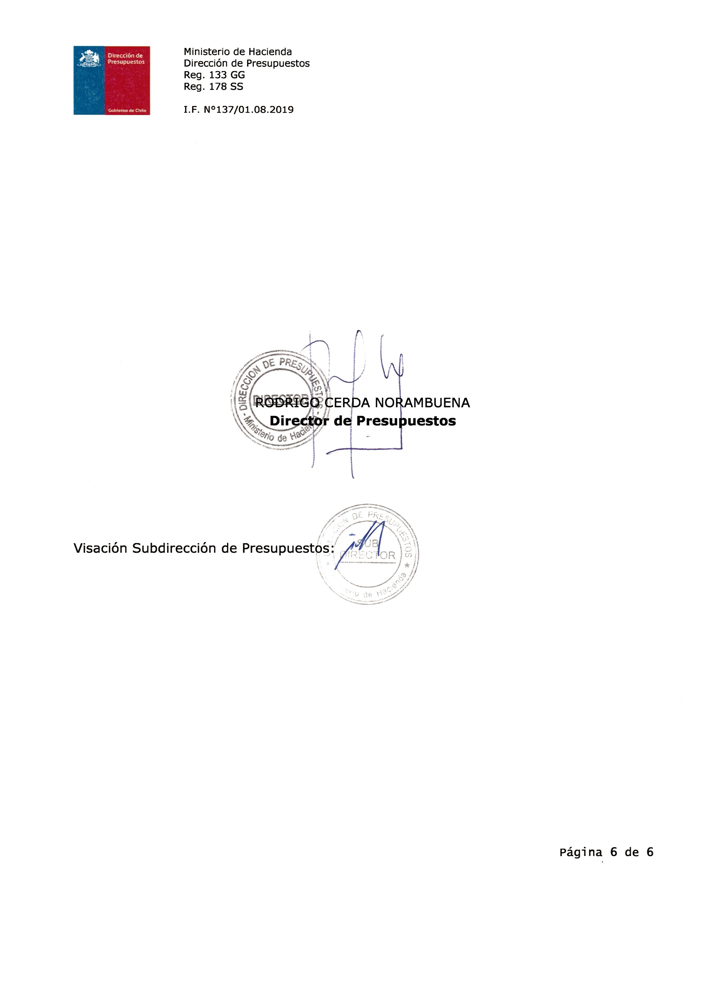 Dirección de
Presupuestos
Gobierno de Chile
Ministerio de Hacienda
Dirección de Presupuestos
Reg. 133 GG
Reg. 178 SS
I.F. N°137/01.08.2019
- DIRECCION DE PRESUPUESTOS -
DIRECTOR
Ministerio de Hacienda
RODRIGO CERDA NORAMBUENA
Director de Presupuestos
Visación Subdirección de Presupuestos:
DE PRESUPUESTOS
SUB
DIRECTOR
de Hacienda
Página 6 de 6